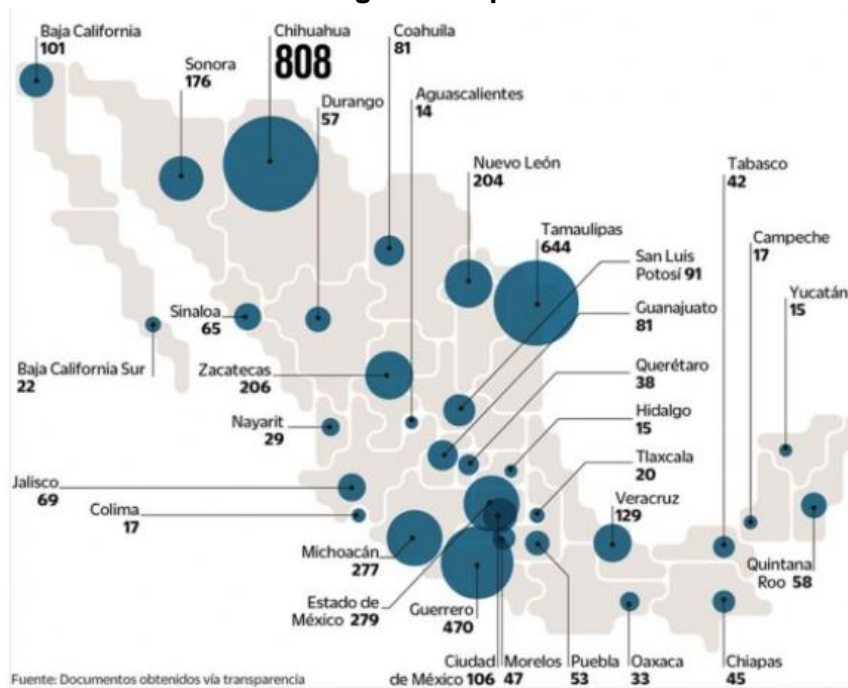 Baja California
101
Sonora
176
Chihuahua
808
Durango
57
Coahuila
81
Aguascalientes
14
Nuevo León
204
Tamaulipas
644
San Luis
Potosí 91
Guanajuato
81
Tabasco
42
Campeche
17
Yucatán
15
Sinaloa
65
Baja California Sur
22
Zacatecas
206
Querétaro
38
Nayarit
29
Hidalgo
15
Tlaxcala
20
Jalisco
69
Colima
17
Veracruz
129
Michoacán
277
Quintana
Roo 58
Estado de
México 279
Guerrero
470
Ciudad
de México 106
Morelos
47
Puebla
53
Oaxaca
33
Chiapas
45
Fuente: Documentos obtenidos vía transparencia